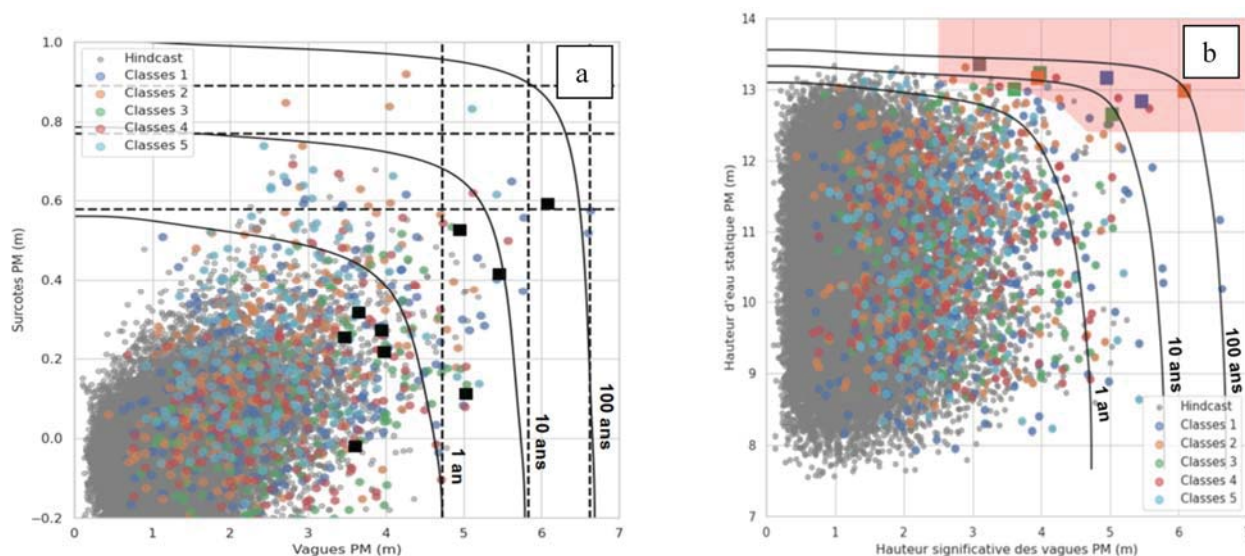 a
1.0
0.8
0.6
0.4
0.2
0.0
−0.2
Surcotes PM (m)
Hindcast
Classes 1
Classes 2
Classes 3
Classes 4
Classes 5
1 an
10 ans
100 ans
0 1 2 3 4 5 6 7
Vagues PM (m)
b
14
13
12
11
10
9
8
7
Hauteur d'eau statique PM (m)
1 an
10 ans
100 ans
Hindcast
Classes 1
Classes 2
Classes 3
Classes 4
Classes 5
0 1 2 3 4 5 6 7
Hauteur significative des vagues PM (m)